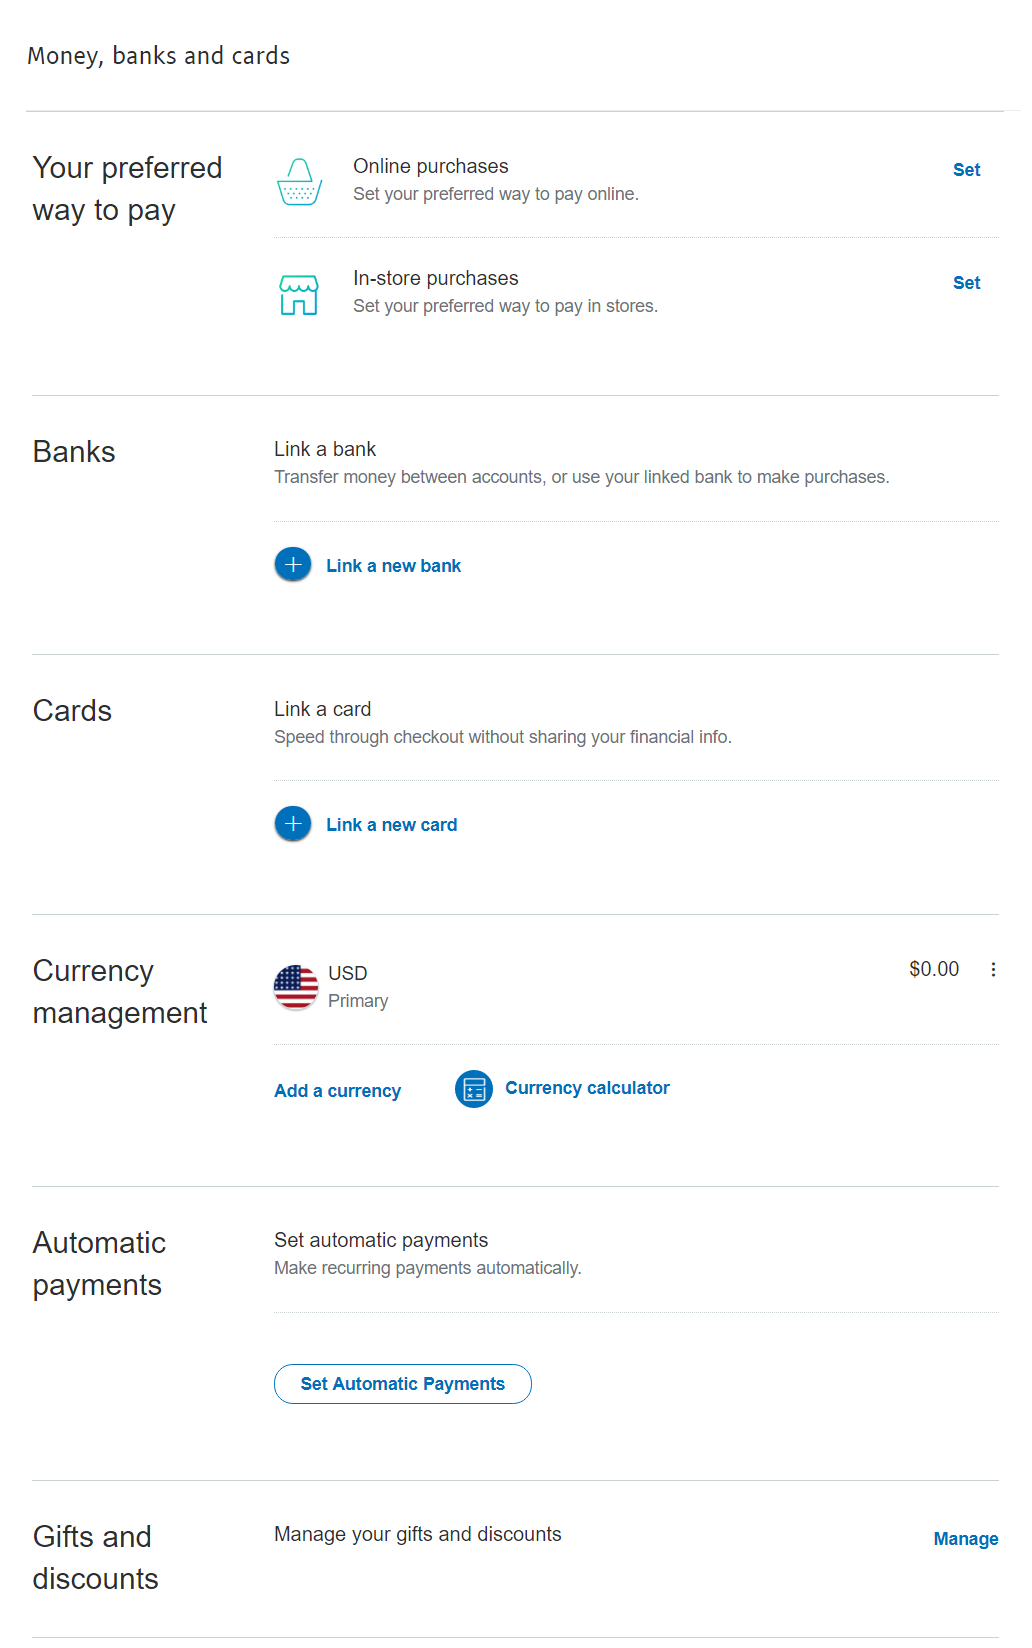 Money, banks and cards
Your preferred
way to pay
Online purchases
Set your preferred way to pay online.
Set
In-store purchases
Set your preferred way to pay in stores.
Set
Banks
Link a bank
Transfer money between accounts, or use your linked bank to make purchases.
Link a new bank
Cards
Link a card
Speed through checkout without sharing your financial info.
Link a new card
Currency
management
USD
Primary
$0.00
Add a currency
Currency calculator
Automatic
payments
Set automatic payments
Make recurring payments automatically.
Set Automatic Payments
Gifts and
discounts
Manage your gifts and discounts
Manage